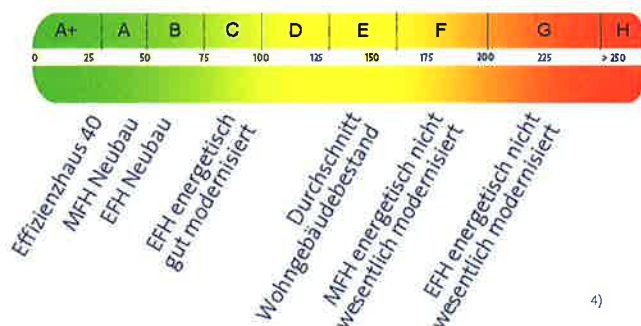 A+ A B C D E F G H
0 25 50 75 100 125 150 175 200 225 > 250
Effizienzhaus 40
MFH Neubau
EFH Neubau
EFH energetisch
gut modernisiert
Durchschnitt
Wohngebäudebestand
MFH energetisch nicht
wesentlich modernisiert
EFH energetisch nicht
wesentlich modernisiert
4)